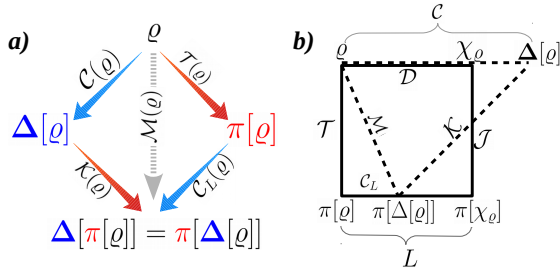 a)
ϱ
𝒞(ϱ)
𝒯(ϱ)
ℳ(ϱ)
Δ[ϱ]
π[ϱ]
𝒦(ϱ)
𝒞_L(ϱ)
Δ[π[ϱ]] = π[Δ[ϱ]]
b)
𝒞
ϱ
χ_ϱ
Δ[ϱ]
𝒟
𝒯
ℳ
𝒦
𝒥
𝒞_L
π[ϱ]
π[Δ[ϱ]]
π[χ_ϱ]
L